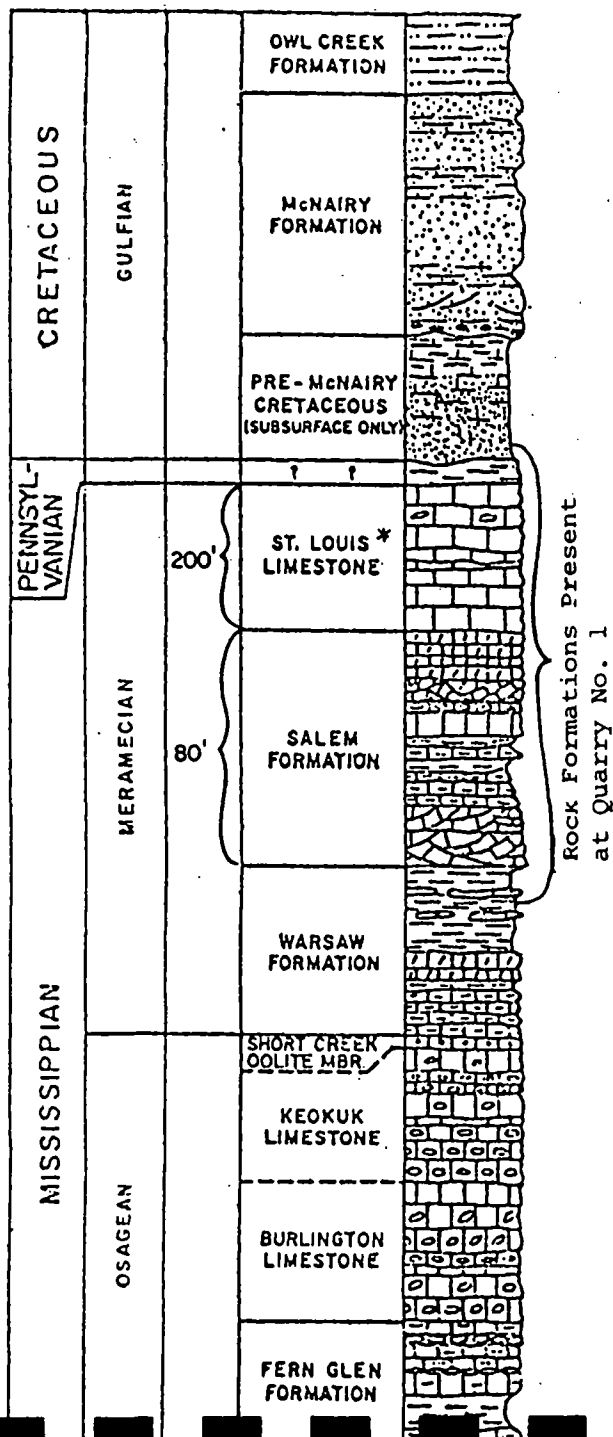 CRETACEOUS
GULFIAN
OWL CREEK
FORMATION
McNAIRY
FORMATION
PRE-McNAIRY
CRETACEOUS
(SUBSURFACE ONLY)
PENNSYL-
VANIAN
? ?
MISSISSIPPIAN
MERAMECIAN
200'
ST. LOUIS *
LIMESTONE
80'
SALEM
FORMATION
WARSAW
FORMATION
OSAGEAN
SHORT CREEK
OOLITE MBR.
KEOKUK
LIMESTONE
BURLINGTON
LIMESTONE
FERN GLEN
FORMATION
Rock Formations Present
at Quarry No. 1